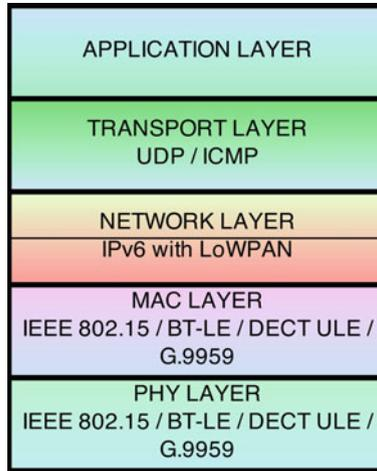 APPLICATION LAYER
TRANSPORT LAYER
UDP / ICMP
NETWORK LAYER
IPv6 with LoWPAN
MAC LAYER
IEEE 802.15 / BT-LE / DECT ULE /
G.9959
PHY LAYER
IEEE 802.15 / BT-LE / DECT ULE /
G.9959